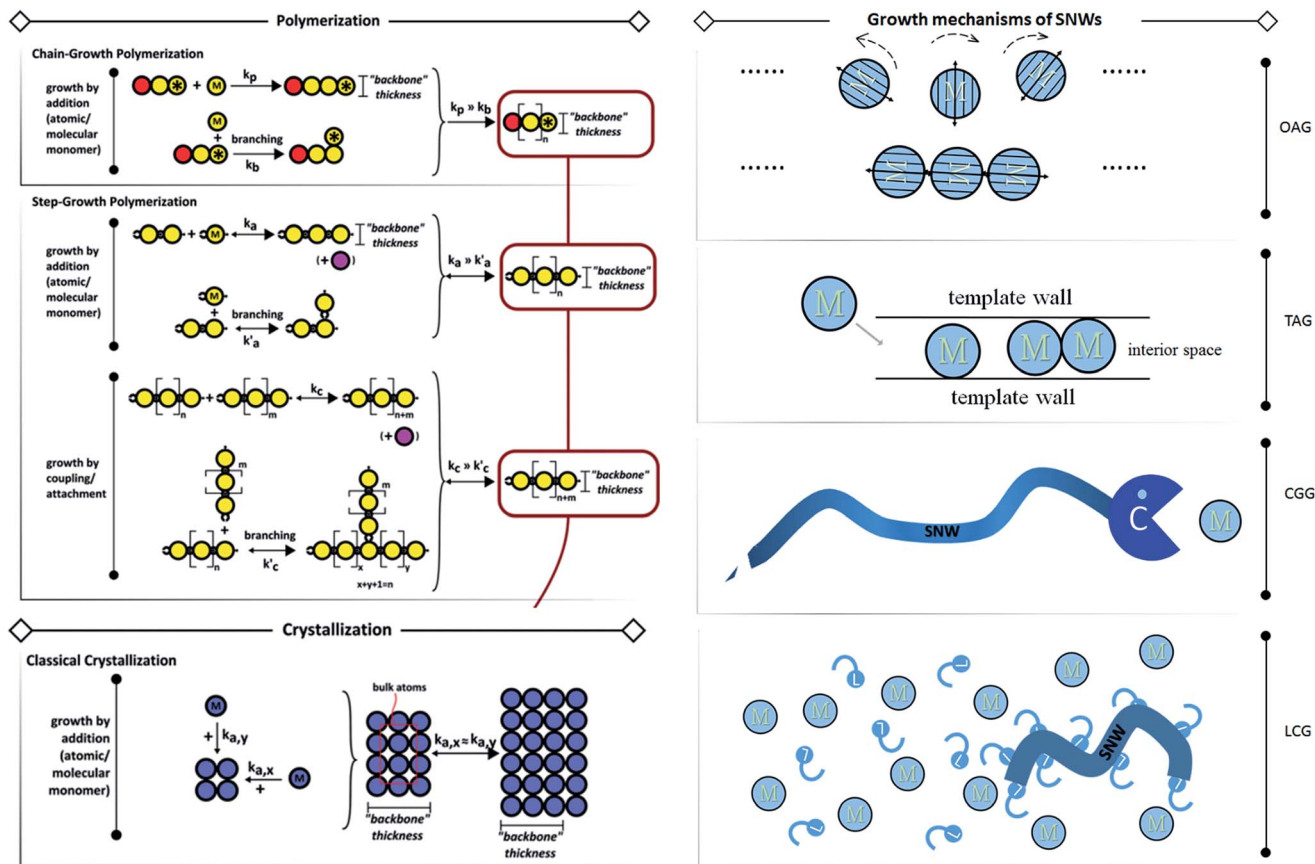 Polymerization
Chain-Growth Polymerization
growth by
addition
(atomic/
molecular
monomer)
+ M
kp
"backbone"
thickness
M
+
branching
kb
kp » kb
n
"backbone"
thickness
Step-Growth Polymerization
growth by
addition
(atomic/
molecular
monomer)
+ M
ka
"backbone"
thickness
(+ )
M
+
branching
k'a
ka » k'a
n
"backbone"
thickness
growth by
coupling/
attachment
n
+
m
kc
n+m
(+ )
m
+
n
branching
k'c
m
x
y
x+y+1=n
kc » k'c
n+m
"backbone"
thickness
Crystallization
Classical Crystallization
growth by
addition
(atomic/
molecular
monomer)
M
+
ka,y
ka,x
+
M
bulk atoms
ka,x ≈ ka,y
"backbone"
thickness
"backbone"
thickness
Growth mechanisms of SNWs
...... M M M ......
...... M M M ......
OAG
M
template wall
M M M
interior space
template wall
TAG
SNW
C
M
CGG
M
M
M
M
M
M
M
M
M
M
M
M
L
L
L
L
L
L
L
SNW
LCG